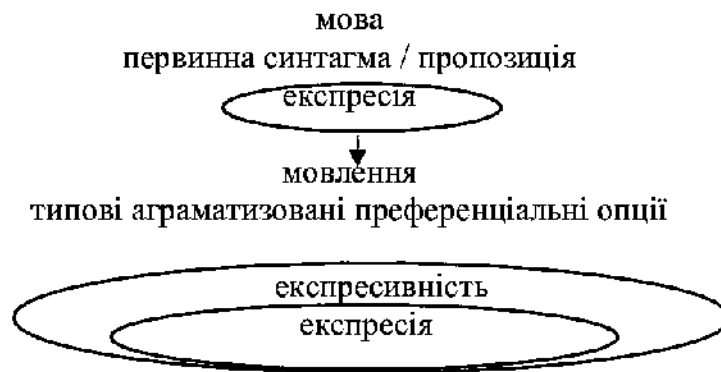 мова
первинна синтагма / пропозиція
експресія
мовлення
типові аграматизовані преференціальні опції
експресивність
експресія